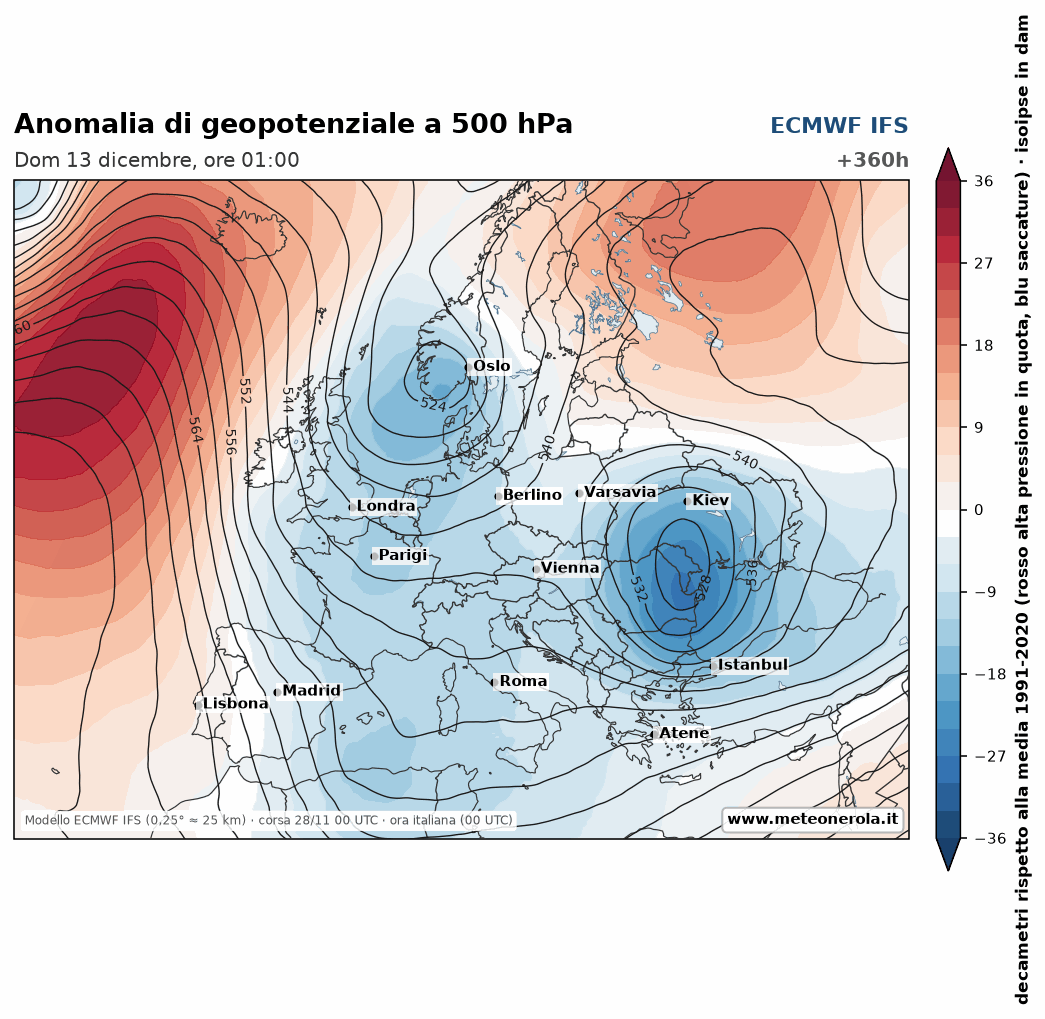 Anomalia di geopotenziale a 500 hPa
ECMWF IFS
Dom 13 dicembre, ore 01:00
+360h
36
27
18
9
0
−9
−18
−27
−36
decametri rispetto alla media 1991-2020 (rosso alta pressione in quota, blu saccature) · isoipse in dam
60
552
544
564
556
524
540
540
536
532
528
Oslo
Berlino
Varsavia
Kiev
Londra
Parigi
Vienna
Istanbul
Roma
Madrid
Lisbona
Atene
Modello ECMWF IFS (0,25° ≈ 25 km) · corsa 28/11 00 UTC · ora italiana (00 UTC)
www.meteonerola.it